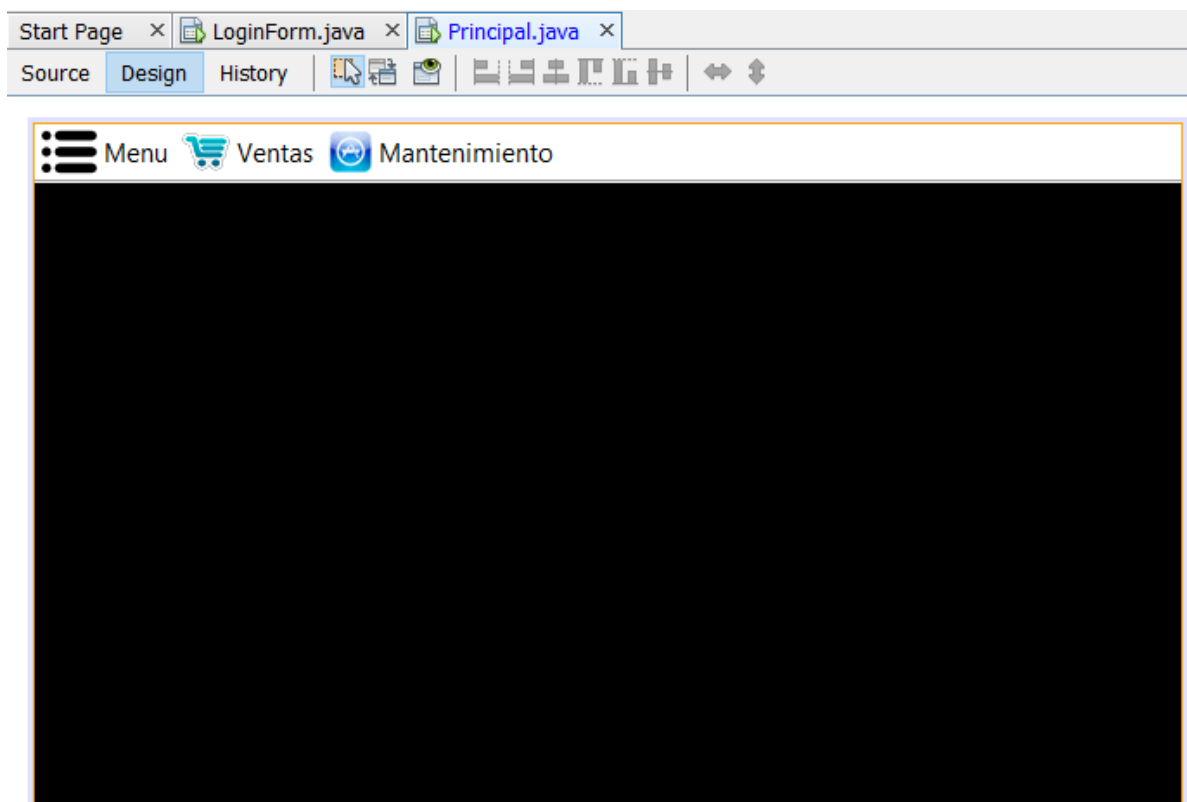 Start Page LoginForm.java Principal.java
Source Design History
Menu Ventas Mantenimiento